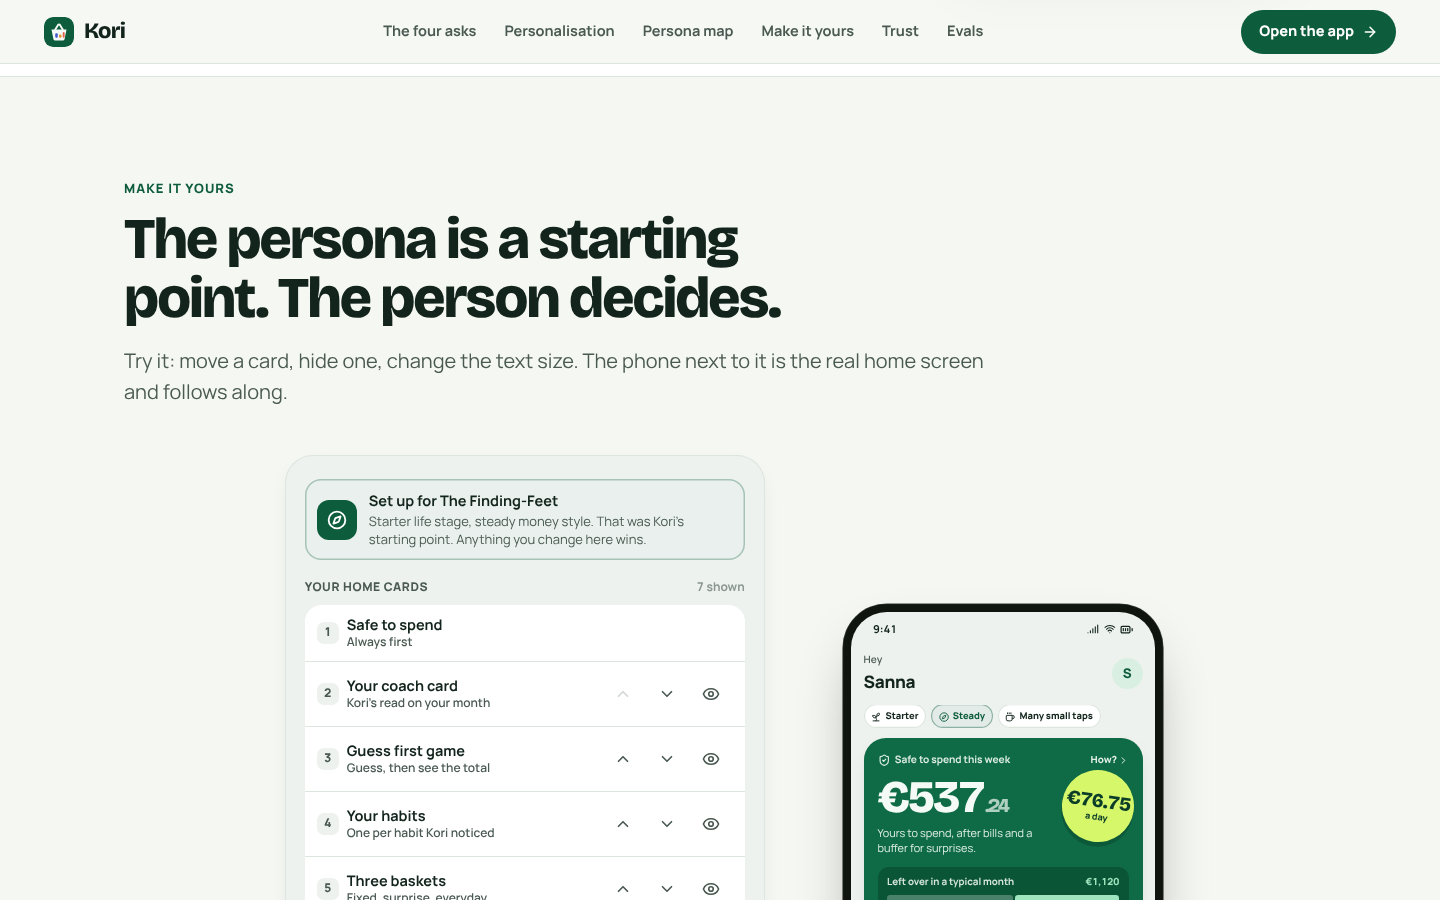 Kori
The four asks
Personalisation
Persona map
Make it yours
Trust
Evals
Open the app
MAKE IT YOURS
The persona is a starting
point. The person decides.
Try it: move a card, hide one, change the text size. The phone next to it is the real home screen
and follows along.
Set up for The Finding-Feet
Starter life stage, steady money style. That was Kori's
starting point. Anything you change here wins.
YOUR HOME CARDS
7 shown
1
Safe to spend
Always first
2
Your coach card
Kori's read on your month
3
Guess first game
Guess, then see the total
4
Your habits
One per habit Kori noticed
5
Three baskets
Fixed, surprise, everyday
9:41
Hey
Sanna
S
Starter
Steady
Many small taps
Safe to spend this week
How?
€537.24
€76.75
a day
Yours to spend, after bills and a
buffer for surprises.
Left over in a typical month
€1,120